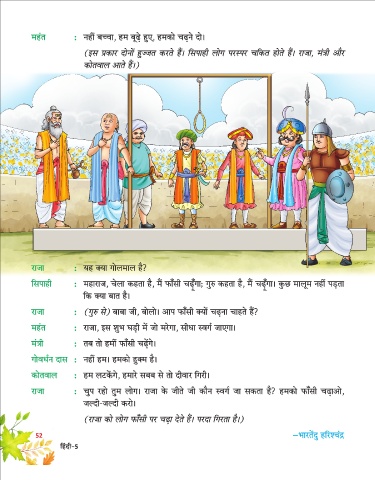 महंत : नहीं बच्चा, हम बूढ़े हुए, हमको चढ़ने दो।
(इस प्रकार दोनों हुज्जत करते हैं। सिपाही लोग परस्पर चकित होते हैं। राजा, मंत्री और
कोतवाल आते हैं।)
राजा : यह क्या गोलमाल है?
सिपाही : महाराज, चेला कहता है, मैं फाँसी चढ़ूँगा; गुरु कहता है, मैं चढ़ूँगा। कुछ मालूम नहीं पड़ता
कि क्या बात है।
राजा : (गुरु से) बाबा जी, बोलो। आप फाँसी क्यों चढ़ना चाहते हैं?
महंत : राजा, इस शुभ घड़ी में जो मरेगा, सीधा स्वर्ग जाएगा।
मंत्री : तब तो हमीं फाँसी चढ़ेंगे।
गोवर्धन दास : नहीं हम। हमको हुक्म है।
कोतवाल : हम लटकेंगे, हमारे सबब से तो दीवार गिरी।
राजा : चुप रहो तुम लोग। राजा के जीते जी कौन स्वर्ग जा सकता है? हमको फाँसी चढ़ाओ,
जल्दी-जल्दी करो।
(राजा को लोग फाँसी पर चढ़ा देते हैं। परदा गिरता है।)
–भारतेंदु हरिश्चंद्र
52
हिंदी-5